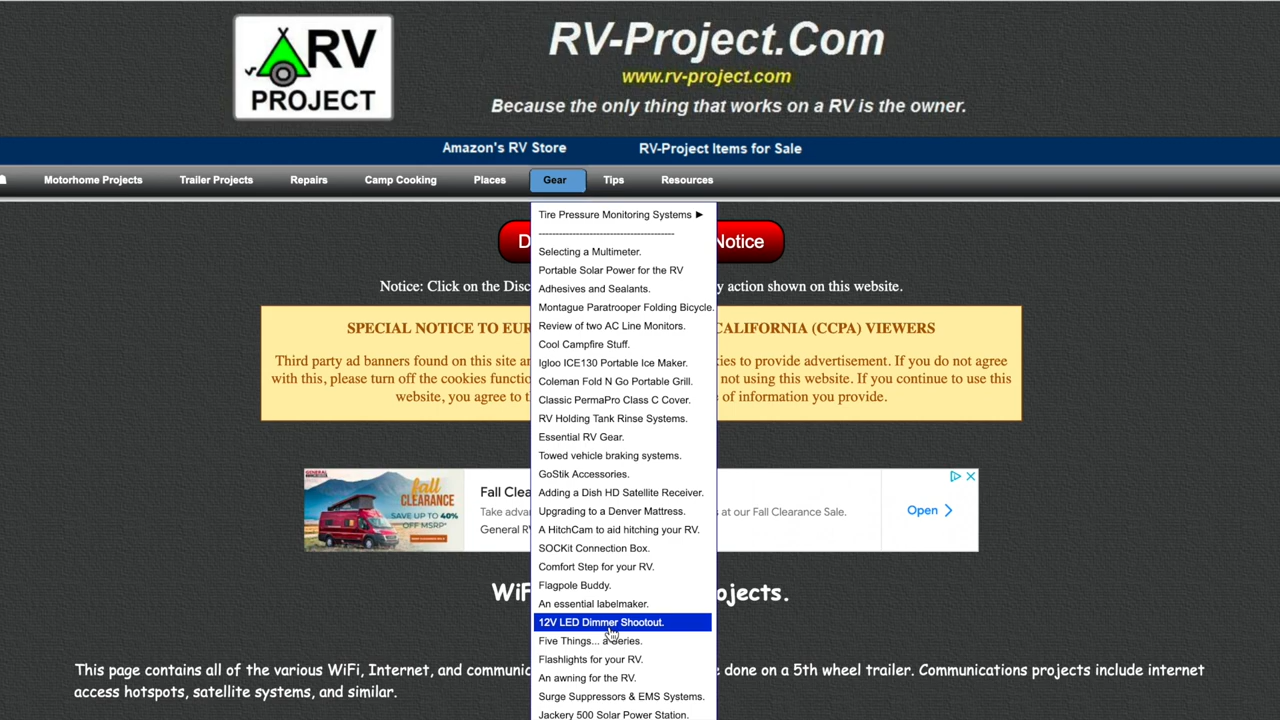 RV
PROJECT
RV-Project.Com
www.rv-project.com
Because the only thing that works on a RV is the owner.
Amazon's RV Store RV-Project Items for Sale
Motorhome Projects Trailer Projects Repairs Camp Cooking Places Gear Tips Resources
Tire Pressure Monitoring Systems ►
----------------------------------------
Selecting a Multimeter.
Portable Solar Power for the RV
Adhesives and Sealants.
Montague Paratrooper Folding Bicycle.
Review of two AC Line Monitors.
Cool Campfire Stuff.
Igloo ICE130 Portable Ice Maker.
Coleman Fold N Go Portable Grill.
Classic PermaPro Class C Cover.
RV Holding Tank Rinse Systems.
Essential RV Gear.
Towed vehicle braking systems.
GoStik Accessories.
Adding a Dish HD Satellite Receiver.
Upgrading to a Denver Mattress.
A HitchCam to aid hitching your RV.
SOCKit Connection Box.
Comfort Step for your RV.
Flagpole Buddy.
An essential labelmaker.
12V LED Dimmer Shootout.
Five Things... a Series.
Flashlights for your RV.
An awning for the RV.
Surge Suppressors & EMS Systems.
Jackery 500 Solar Power Station.
D Notice
Notice: Click on the Disc y action shown on this website.
SPECIAL NOTICE TO EUR CALIFORNIA (CCPA) VIEWERS
Third party ad banners found on this site an kies to provide advertisement. If you do not agree
with this, please turn off the cookies functio not using this website. If you continue to use this
website, you agree to t e of information you provide.
GENERAL RV
fall
CLEARANCE
SAVE UP TO 40%
OFF MSRP*
Fall Clea
Take advan s at our Fall Clearance Sale.
General R
Open
WiF ojects.
This page contains all of the various WiFi, Internet, and communic e done on a 5th wheel trailer. Communications projects include internet
access hotspots, satellite systems, and similar.